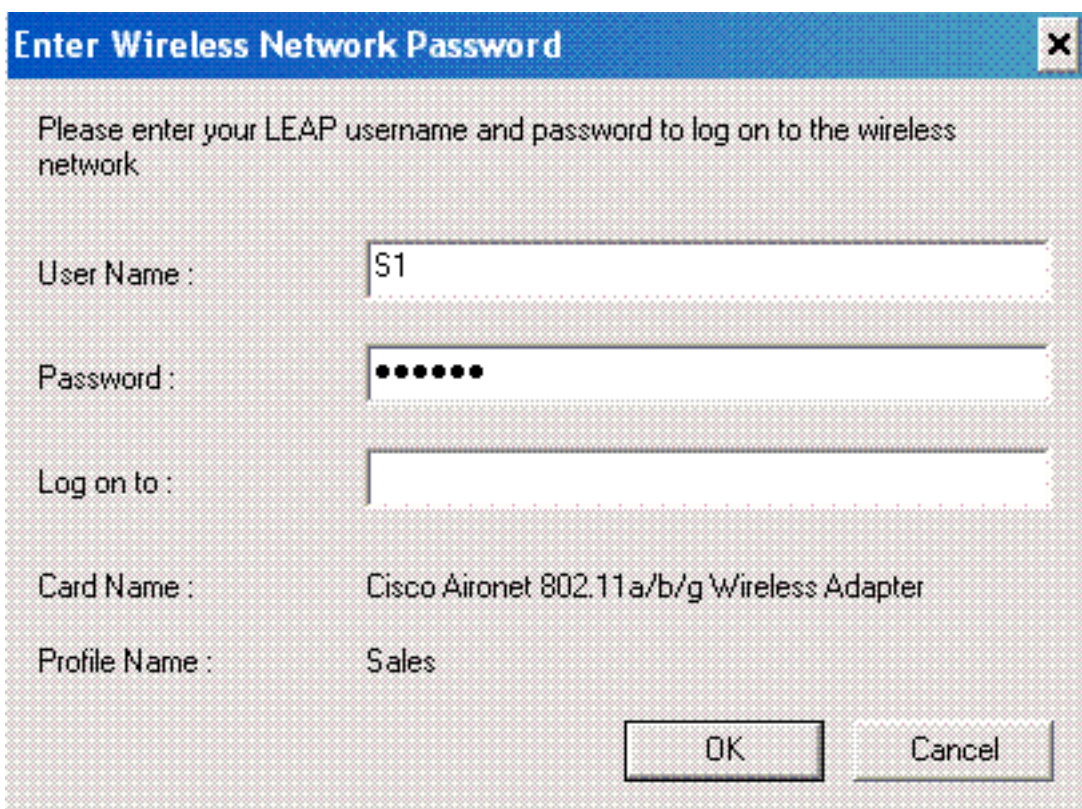 Enter Wireless Network Password
Please enter your LEAP username and password to log on to the wireless
network
User Name :
S1
Password :
••••••
Log on to :
Card Name :
Cisco Aironet 802.11a/b/g Wireless Adapter
Profile Name :
Sales
OK
Cancel